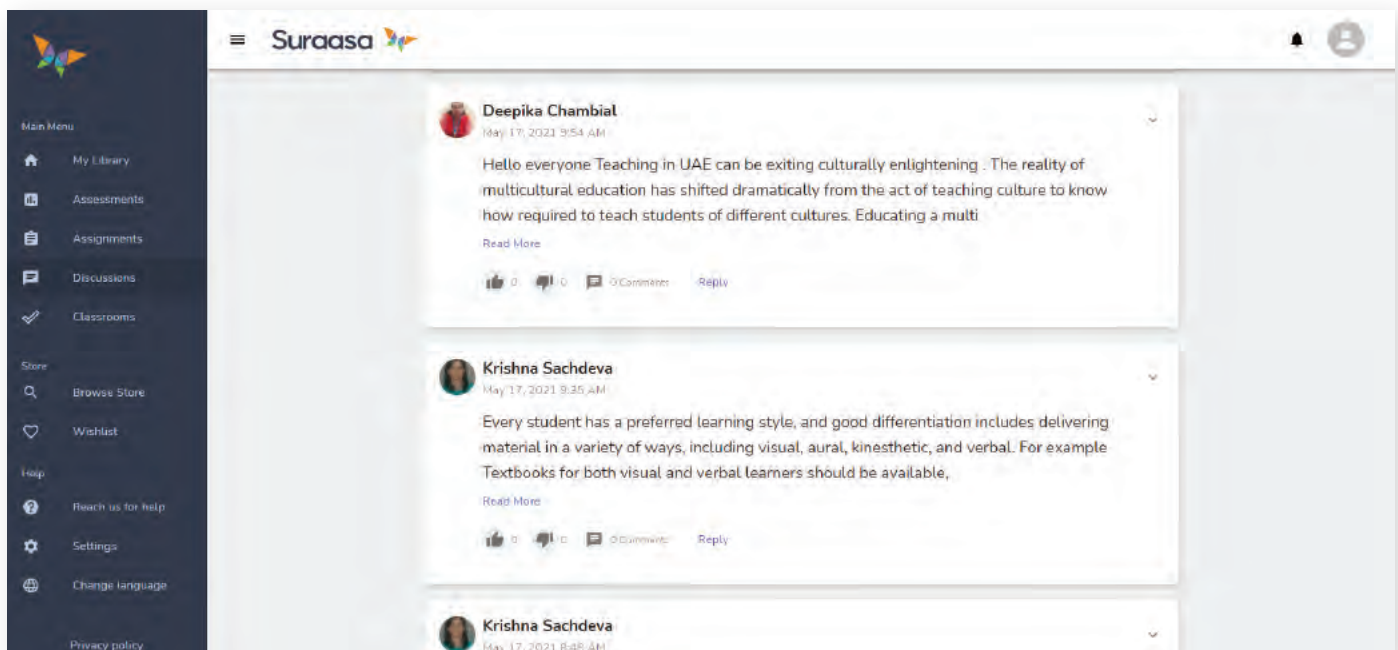 Suraasa
Main Menu
My Library
Assessments
Assignments
Discussions
Classrooms
Store
Browse Store
Wishlist
Help
Reach us for help
Settings
Change language
Privacy policy
Deepika Chambial
May 17, 2021 9:54 AM
Hello everyone Teaching in UAE can be exiting culturally enlightening . The reality of
multicultural education has shifted dramatically from the act of teaching culture to know
how required to teach students of different cultures. Educating a multi
Read More
0 0 0 Comments Reply
Krishna Sachdeva
May 17, 2021 9:35 AM
Every student has a preferred learning style, and good differentiation includes delivering
material in a variety of ways, including visual, aural, kinesthetic, and verbal. For example
Textbooks for both visual and verbal learners should be available,
Read More
0 0 0 Comments Reply
Krishna Sachdeva
May 17, 2021 8:48 AM